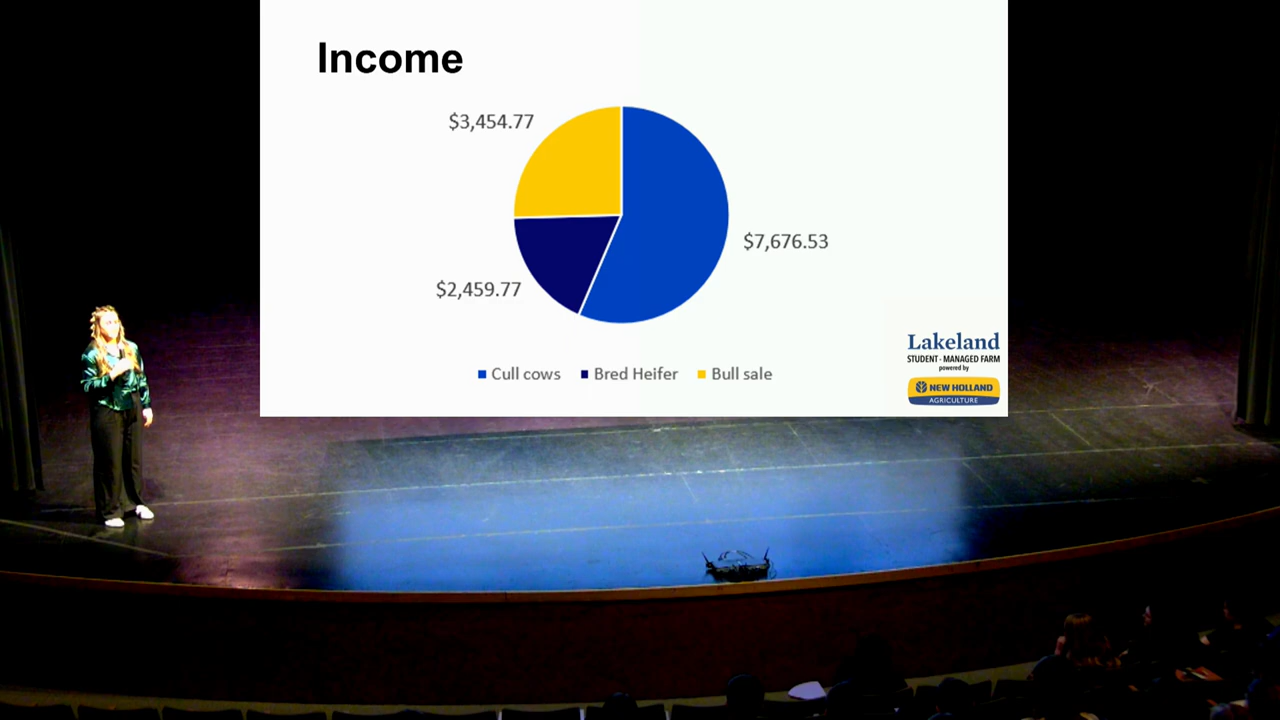 Income
$3,454.77
$7,676.53
$2,459.77
Cull cows Bred Heifer Bull sale
Lakeland
STUDENT - MANAGED FARM
powered by
NEW HOLLAND
AGRICULTURE